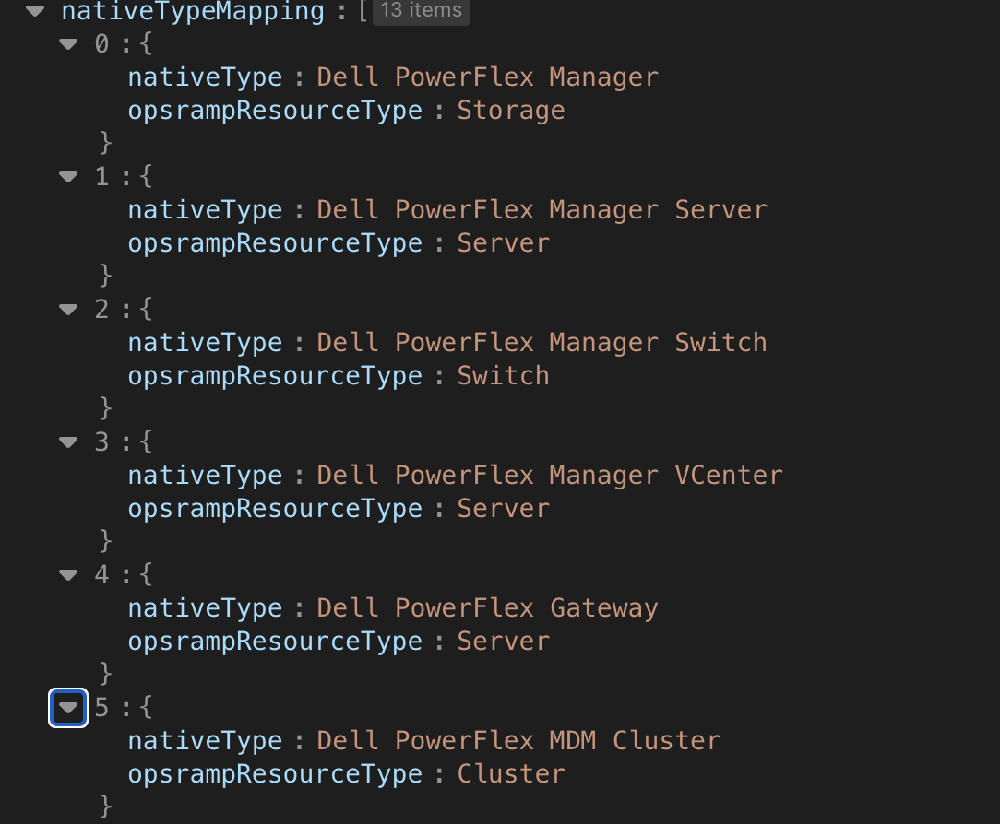 nativeTypeMapping : [ 13 items
0 : {
nativeType : Dell PowerFlex Manager
opsrampResourceType : Storage
}
1 : {
nativeType : Dell PowerFlex Manager Server
opsrampResourceType : Server
}
2 : {
nativeType : Dell PowerFlex Manager Switch
opsrampResourceType : Switch
}
3 : {
nativeType : Dell PowerFlex Manager VCenter
opsrampResourceType : Server
}
4 : {
nativeType : Dell PowerFlex Gateway
opsrampResourceType : Server
}
5 : {
nativeType : Dell PowerFlex MDM Cluster
opsrampResourceType : Cluster
}